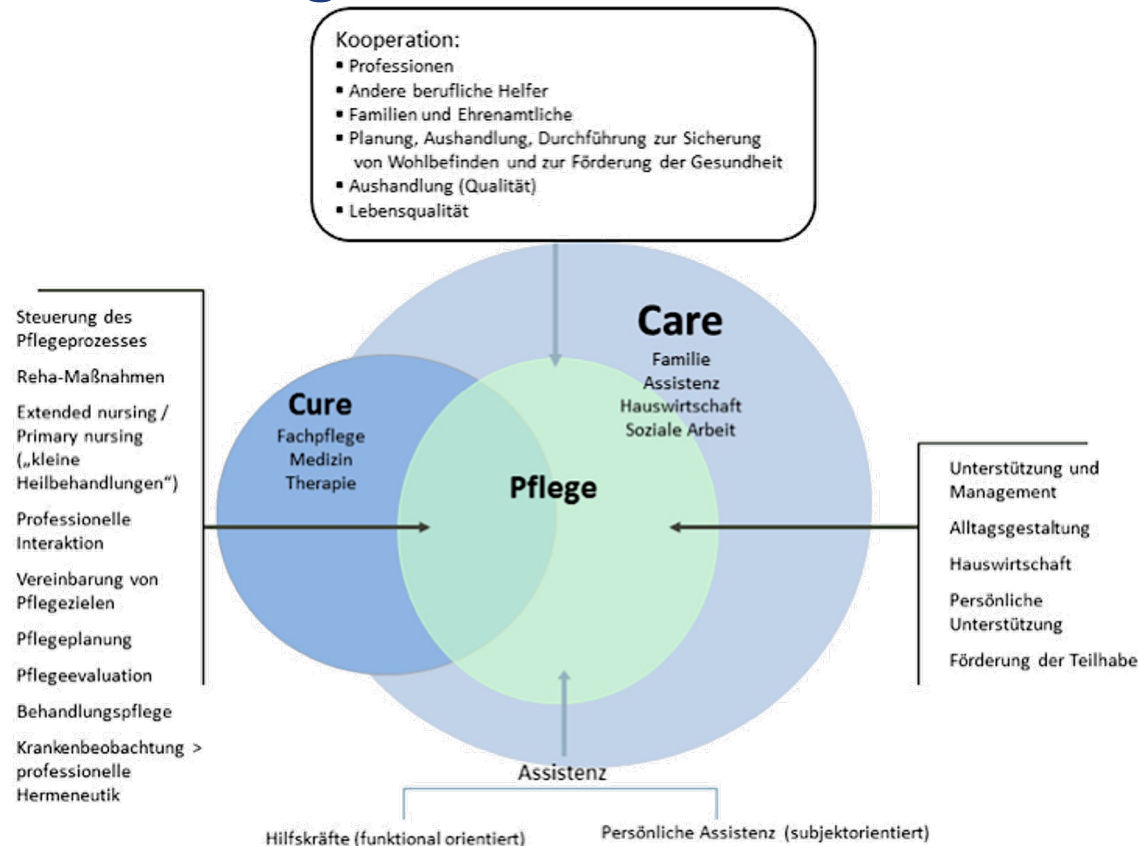 Kooperation:
▪ Professionen
▪ Andere berufliche Helfer
▪ Familien und Ehrenamtliche
▪ Planung, Aushandlung, Durchführung zur Sicherung
von Wohlbefinden und zur Förderung der Gesundheit
▪ Aushandlung (Qualität)
▪ Lebensqualität
Steuerung des
Pflegeprozesses
Reha-Maßnahmen
Extended nursing /
Primary nursing
(„kleine
Heilbehandlungen“)
Professionelle
Interaktion
Vereinbarung von
Pflegezielen
Pflegeplanung
Pflegeevaluation
Behandlungspflege
Krankenbeobachtung >
professionelle
Hermeneutik
Cure
Fachpflege
Medizin
Therapie
Pflege
Care
Familie
Assistenz
Hauswirtschaft
Soziale Arbeit
Unterstützung und
Management
Alltagsgestaltung
Hauswirtschaft
Persönliche
Unterstützung
Förderung der Teilhabe
Assistenz
Hilfskräfte (funktional orientiert)
Persönliche Assistenz (subjektorientiert)